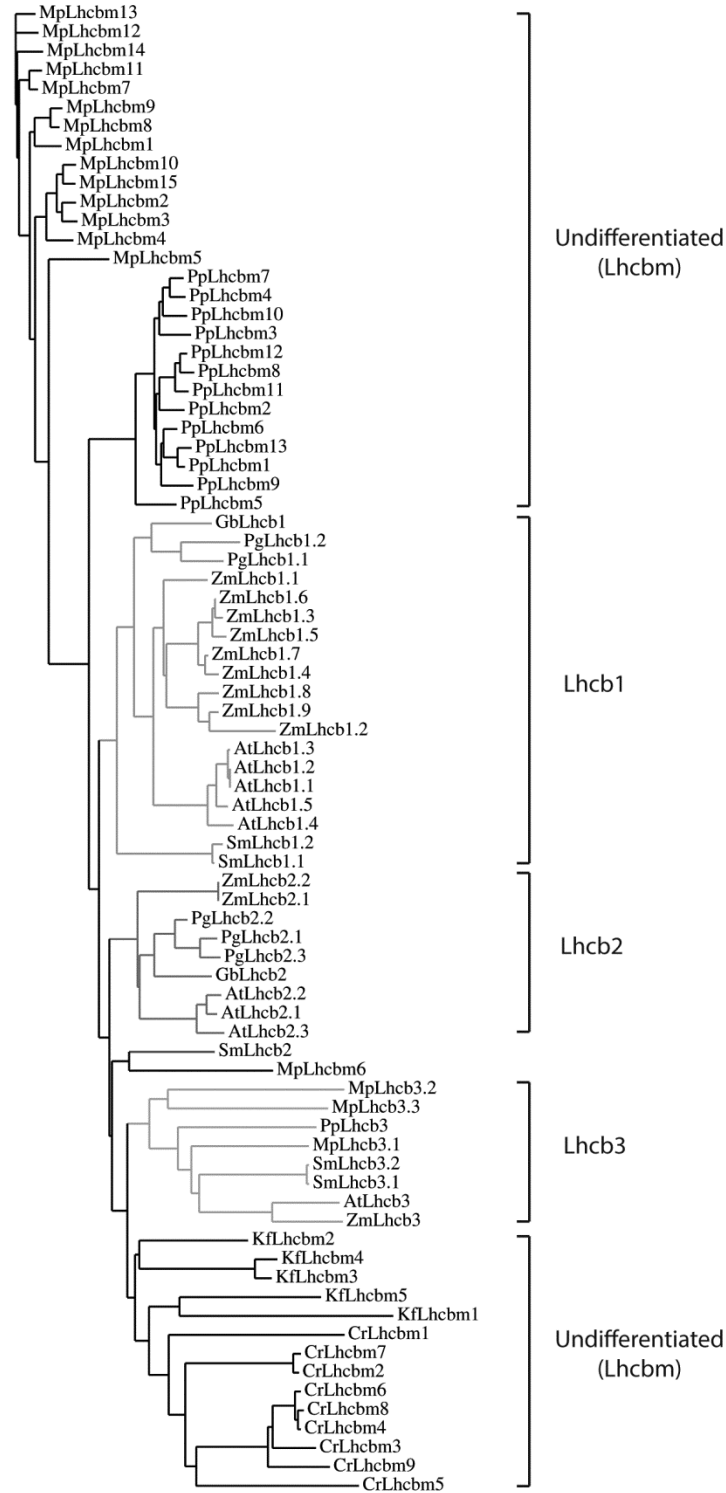 MpLhcbm13
MpLhcbm12
MpLhcbm14
MpLhcbm11
MpLhcbm7
MpLhcbm9
MpLhcbm8
MpLhcbm1
MpLhcbm10
MpLhcbm15
MpLhcbm2
MpLhcbm3
MpLhcbm4
MpLhcbm5
PpLhcbm7
PpLhcbm4
PpLhcbm10
PpLhcbm3
PpLhcbm12
PpLhcbm8
PpLhcbm11
PpLhcbm2
PpLhcbm6
PpLhcbm13
PpLhcbm1
PpLhcbm9
PpLhcbm5
Undifferentiated
(Lhcbm)
GbLhcb1
PgLhcb1.2
PgLhcb1.1
ZmLhcb1.1
ZmLhcb1.6
ZmLhcb1.3
ZmLhcb1.5
ZmLhcb1.7
ZmLhcb1.4
ZmLhcb1.8
ZmLhcb1.9
ZmLhcb1.2
AtLhcb1.3
AtLhcb1.2
AtLhcb1.1
AtLhcb1.5
AtLhcb1.4
SmLhcb1.2
SmLhcb1.1
Lhcb1
ZmLhcb2.2
ZmLhcb2.1
PgLhcb2.2
PgLhcb2.1
PgLhcb2.3
GbLhcb2
AtLhcb2.2
AtLhcb2.1
AtLhcb2.3
Lhcb2
SmLhcb2
MpLhcbm6
MpLhcb3.2
MpLhcb3.3
PpLhcb3
MpLhcb3.1
SmLhcb3.2
SmLhcb3.1
AtLhcb3
ZmLhcb3
Lhcb3
KfLhcbm2
KfLhcbm4
KfLhcbm3
KfLhcbm5
KfLhcbm1
CrLhcbm1
CrLhcbm7
CrLhcbm2
CrLhcbm6
CrLhcbm8
CrLhcbm4
CrLhcbm3
CrLhcbm9
CrLhcbm5
Undifferentiated
(Lhcbm)